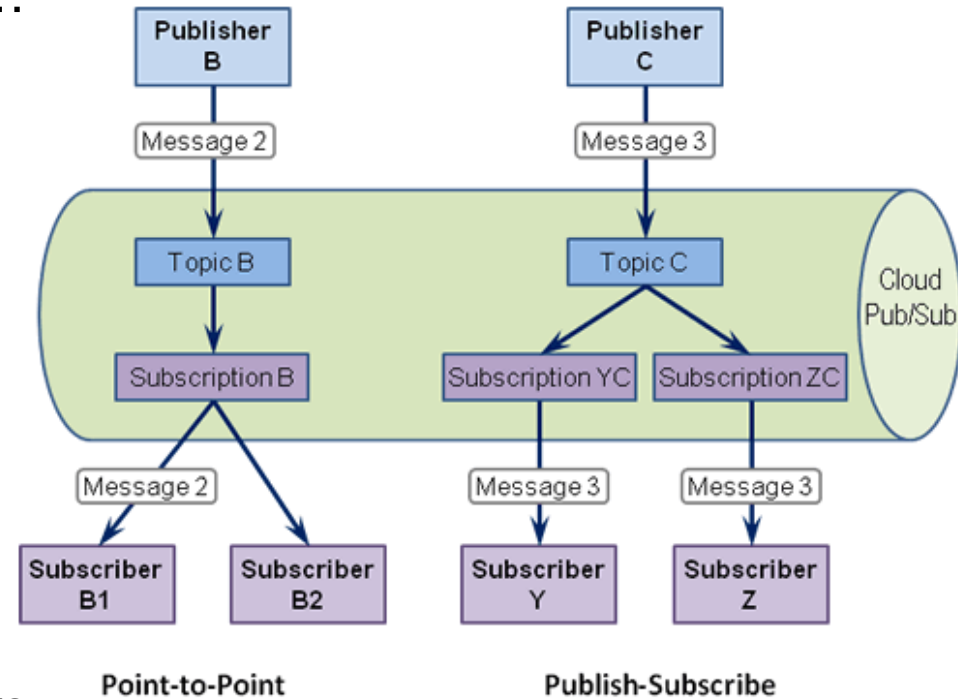 Publisher
B
Publisher
C
Message 2
Message 3
Topic B
Topic C
Cloud
Pub/Sub
Subscription B
Subscription YC
Subscription ZC
Message 2
Message 3
Message 3
Subscriber
B1
Subscriber
B2
Subscriber
Y
Subscriber
Z
Point-to-Point
Publish-Subscribe